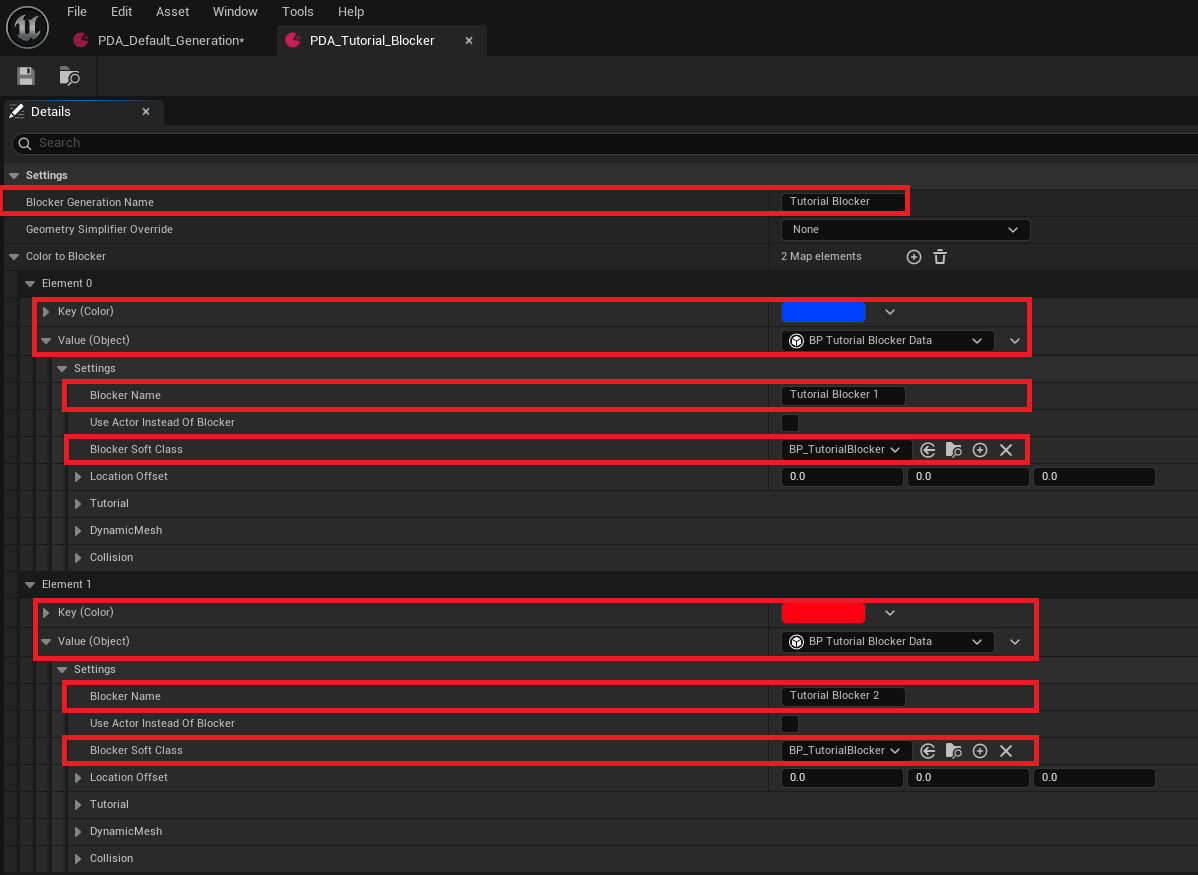 File Edit Asset Window Tools Help
PDA_Default_Generation* PDA_Tutorial_Blocker
Details
Search
Settings
Blocker Generation Name Tutorial Blocker
Geometry Simplifier Override None
Color to Blocker 2 Map elements
Element 0
Key (Color)
Value (Object) BP Tutorial Blocker Data
Settings
Blocker Name Tutorial Blocker 1
Use Actor Instead Of Blocker
Blocker Soft Class BP_TutorialBlocker
Location Offset 0.0 0.0 0.0
Tutorial
DynamicMesh
Collision
Element 1
Key (Color)
Value (Object) BP Tutorial Blocker Data
Settings
Blocker Name Tutorial Blocker 2
Use Actor Instead Of Blocker
Blocker Soft Class BP_TutorialBlocker
Location Offset 0.0 0.0 0.0
Tutorial
DynamicMesh
Collision